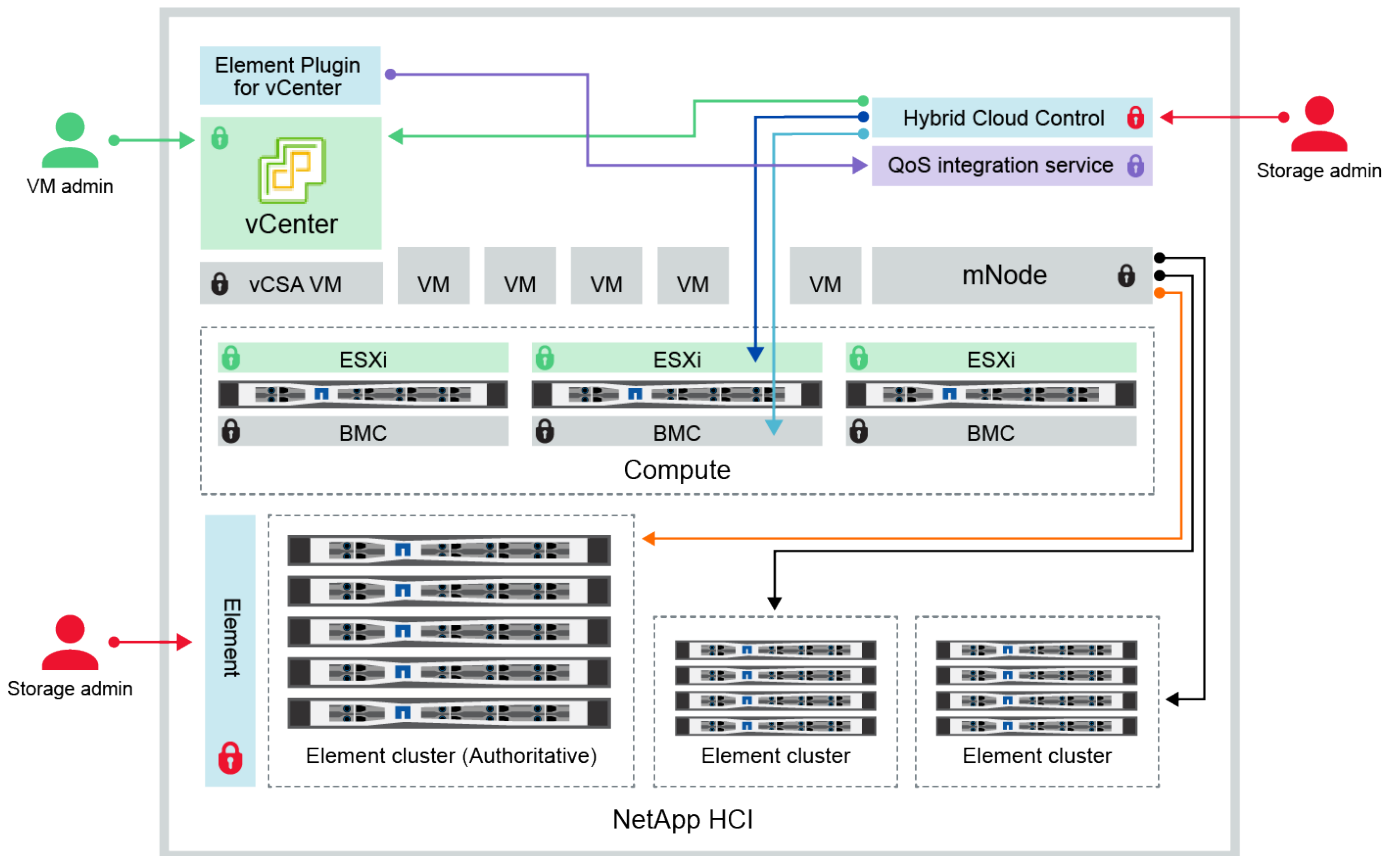 Element Plugin
for vCenter
Hybrid Cloud Control
QoS integration service
VM admin
Storage admin
vCenter
vCSA VM
VM
VM
VM
VM
VM
mNode
ESXi
ESXi
ESXi
BMC
BMC
BMC
Compute
Element
Storage admin
Element cluster (Authoritative)
Element cluster
Element cluster
NetApp HCI